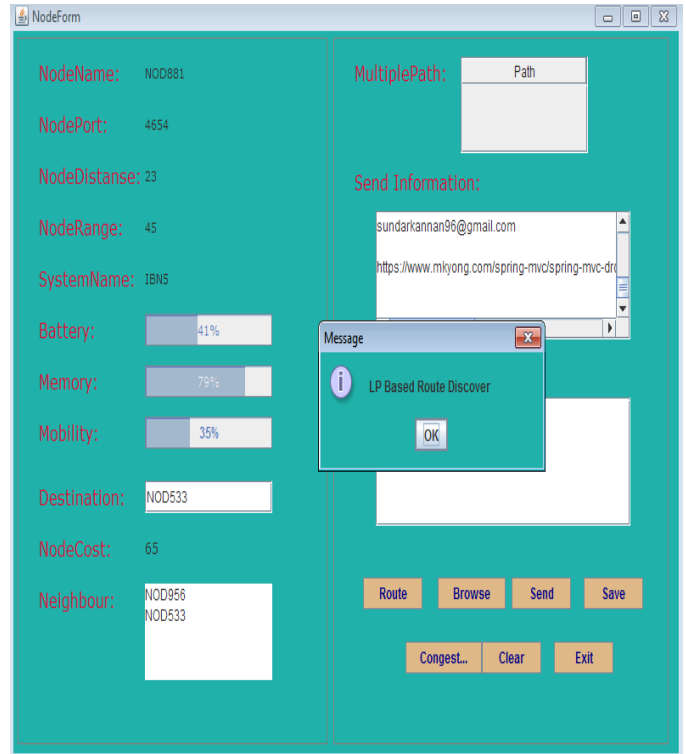 NodeForm
NodeName: NOD881
NodePort: 4654
NodeDistanse: 23
NodeRange: 45
SystemName: IBN5
Battery: 41%
Memory: 79%
Mobility: 35%
Destination: NOD533
NodeCost: 65
Neighbour: NOD956
NOD533
MultiplePath: Path
Send Information:
sundarkannan96@gmail.com
https://www.mkyong.com/spring-mvc/spring-mvc-dro
Message
i
LP Based Route Discover
OK
Route Browse Send Save
Congest... Clear Exit